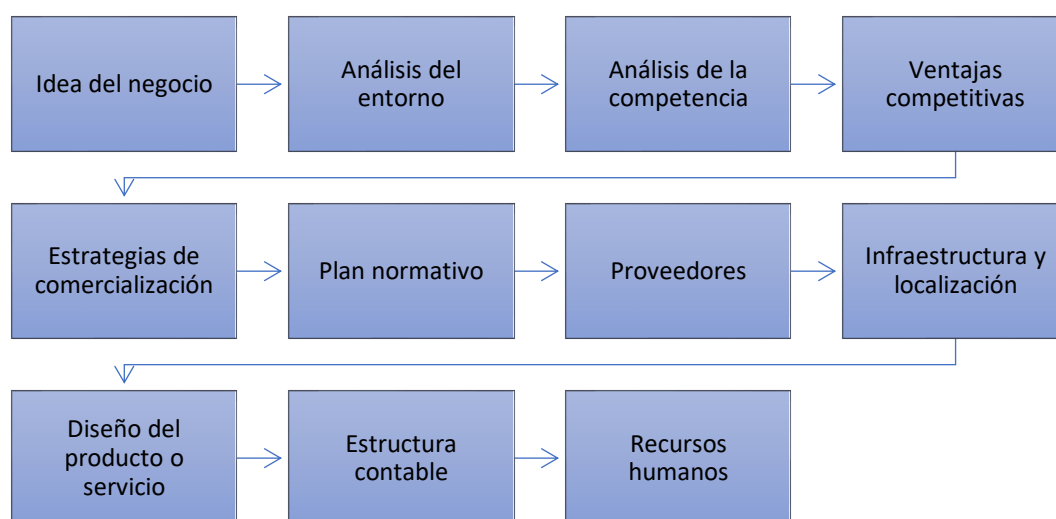 Idea del negocio
Análisis del
entorno
Análisis de la
competencia
Ventajas
competitivas
Estrategias de
comercialización
Plan normativo
Proveedores
Infraestructura y
localización
Diseño del
producto o
servicio
Estructura
contable
Recursos
humanos